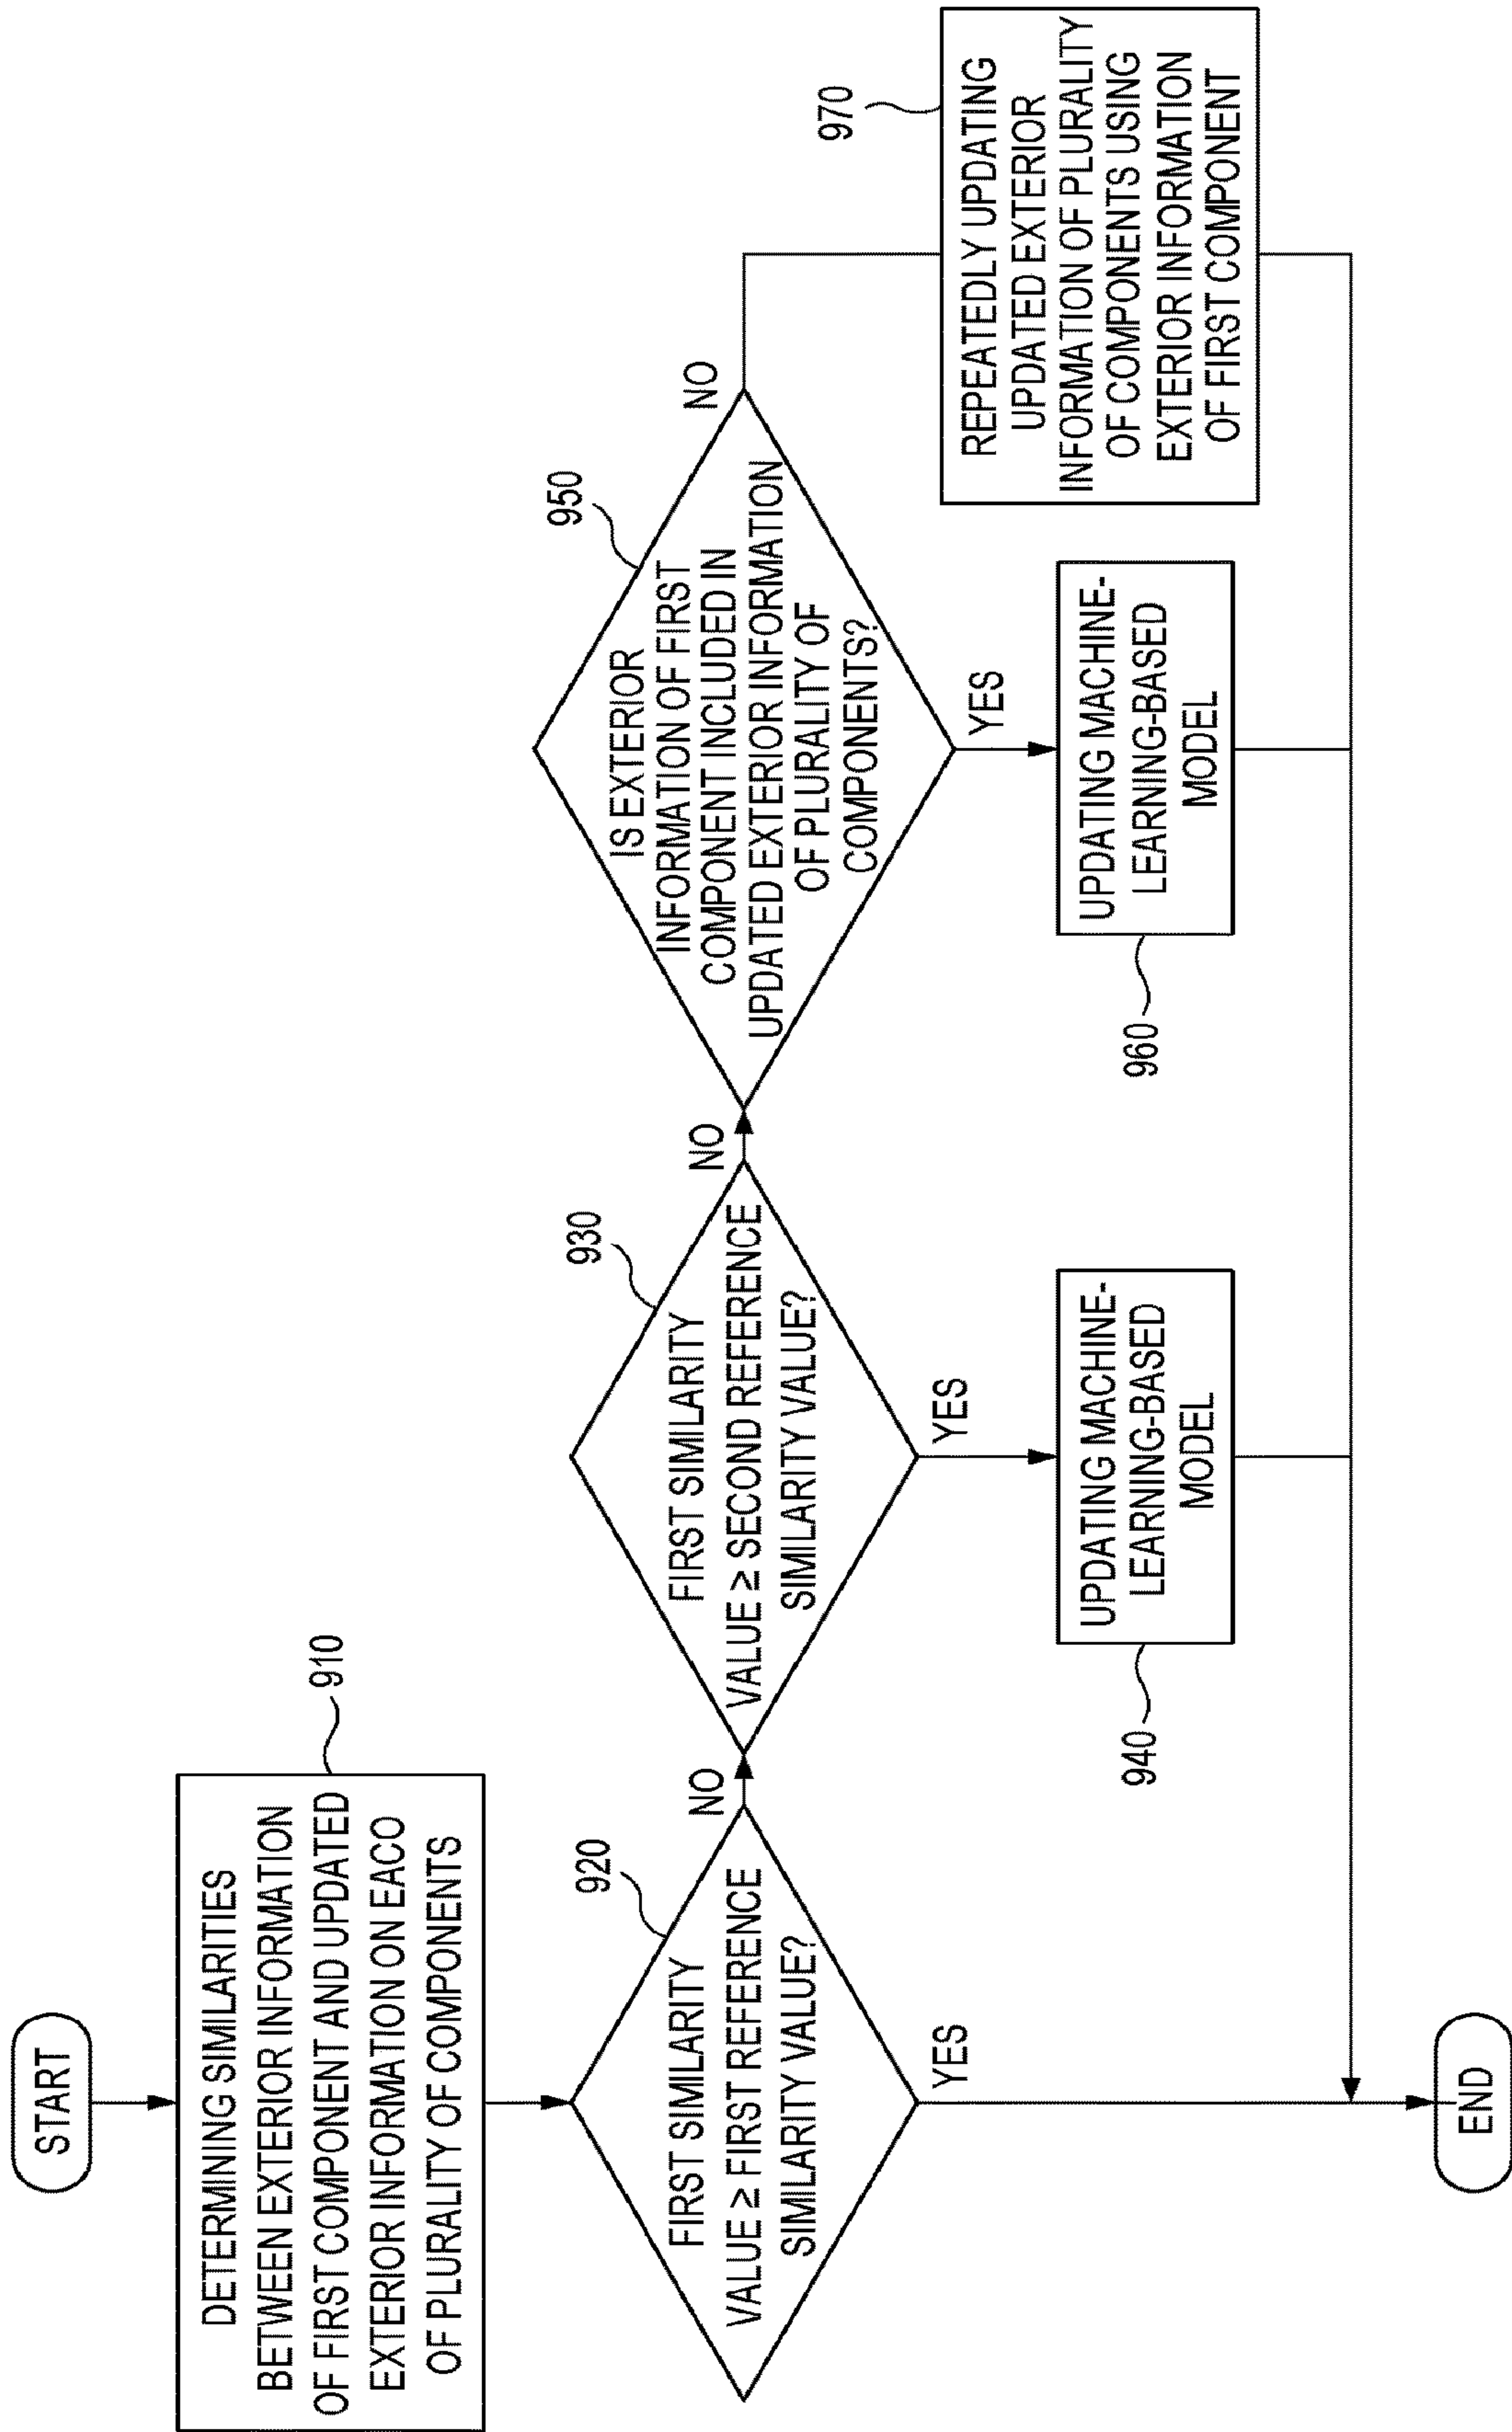 START
910
DETERMINING SIMILARITIES
BETWEEN EXTERIOR INFORMATION
OF FIRST COMPONENT AND UPDATED
EXTERIOR INFORMATION ON EACO
OF PLURALITY OF COMPONENTS
920
FIRST SIMILARITY
VALUE ≥ FIRST REFERENCE
SIMILARITY VALUE?
NO
YES
930
FIRST SIMILARITY
VALUE ≥ SECOND REFERENCE
SIMILARITY VALUE?
NO
YES
940
UPDATING MACHINE-
LEARNING-BASED
MODEL
950
IS EXTERIOR
INFORMATION OF FIRST
COMPONENT INCLUDED IN
UPDATED EXTERIOR INFORMATION
OF PLURALITY OF
COMPONENTS?
NO
YES
960
UPDATING MACHINE-
LEARNING-BASED
MODEL
970
REPEATEDLY UPDATING
UPDATED EXTERIOR
INFORMATION OF PLURALITY
OF COMPONENTS USING
EXTERIOR INFORMATION
OF FIRST COMPONENT
END